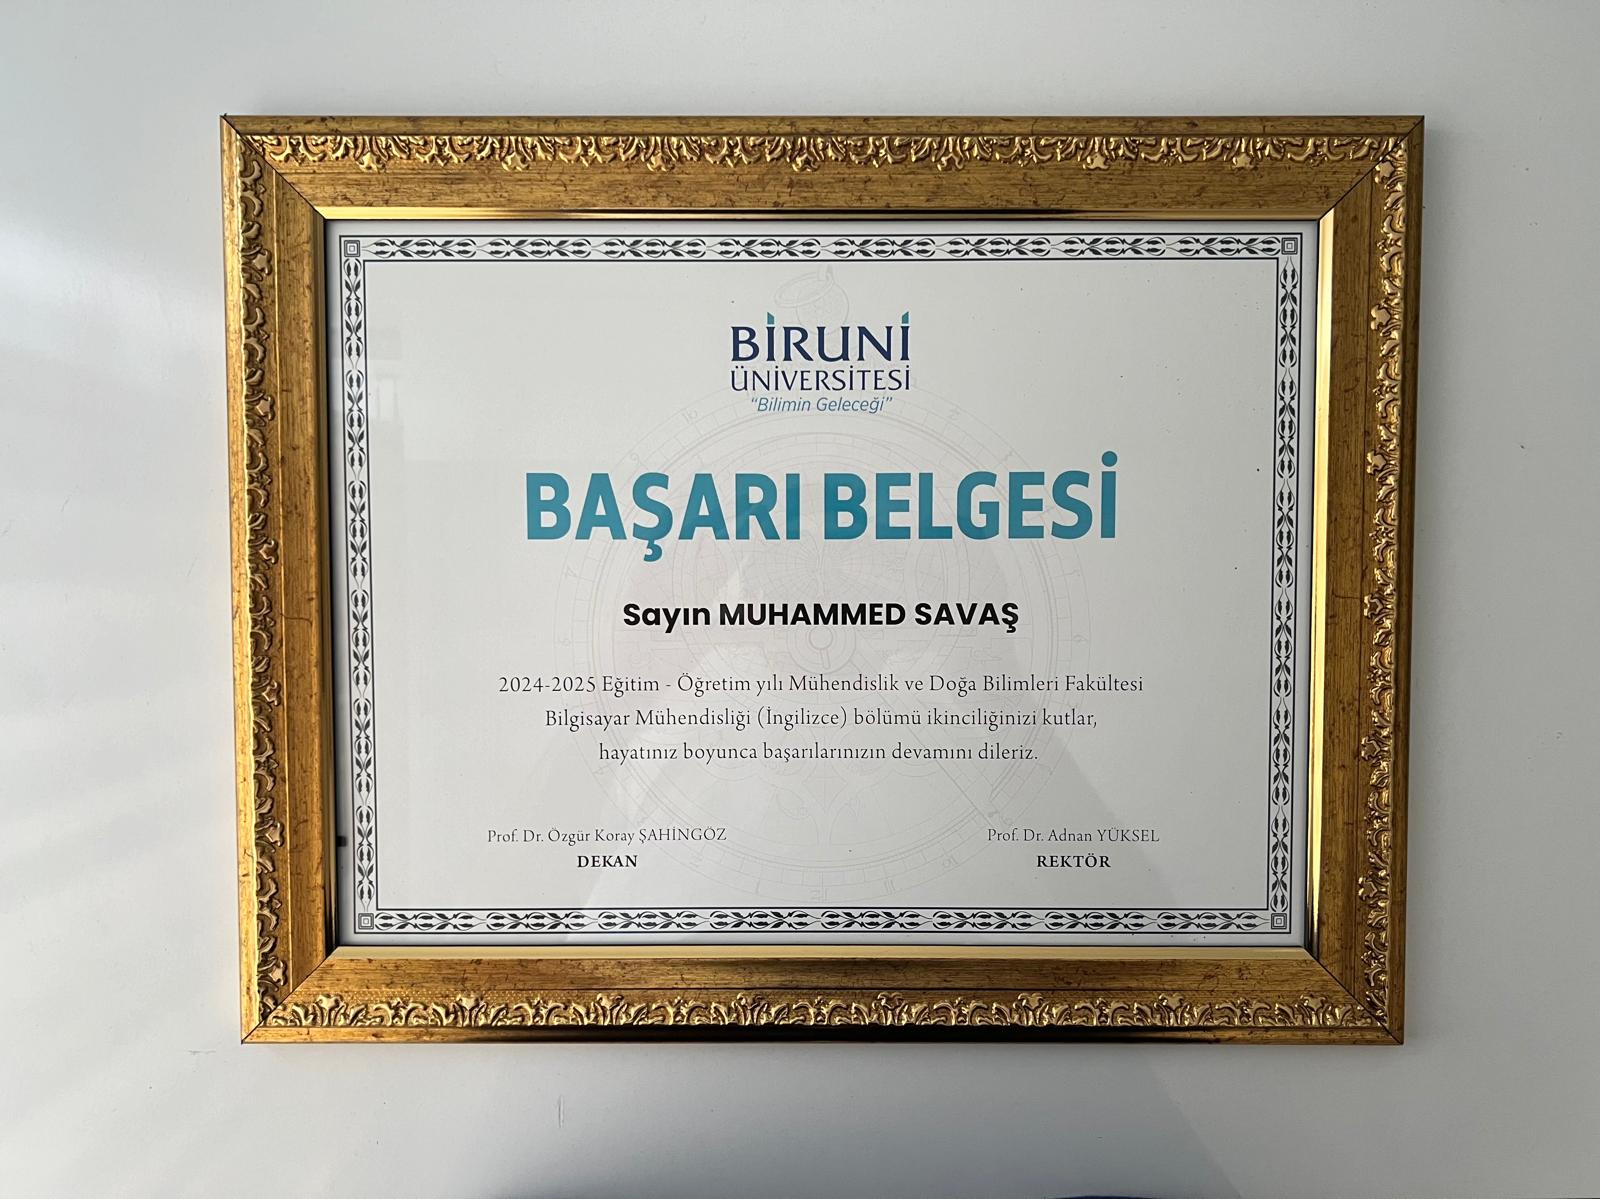 BİRUNİ
ÜNİVERSİTESİ
"Bilimin Geleceği"
BAŞARI BELGESİ
Sayın MUHAMMED SAVAŞ
2024-2025 Eğitim - Öğretim yılı Mühendislik ve Doğa Bilimleri Fakültesi
Bilgisayar Mühendisliği (İngilizce) bölümü ikinciliğinizi kutlar,
hayatınız boyunca başarılarınızın devamını dileriz.
Prof. Dr. Özgür Koray ŞAHİNGÖZ
DEKAN
Prof. Dr. Adnan YÜKSEL
REKTÖR